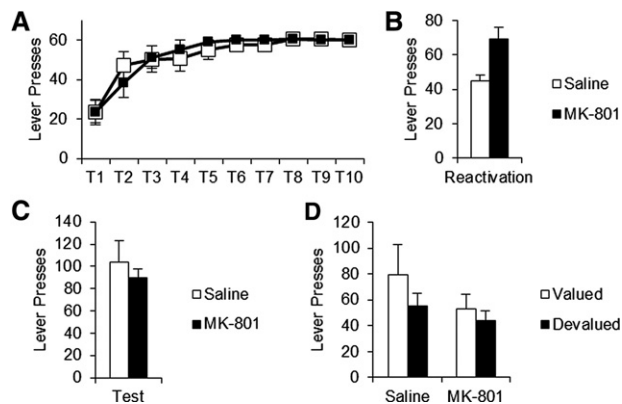 A
Lever Presses
60
40
20
0
T1 T2 T3 T4 T5 T6 T7 T8 T9 T10
B
Lever Presses
80
60
40
20
0
Reactivation
Saline
MK-801
C
Lever Presses
140
120
100
80
60
40
20
0
Test
Saline
MK-801
D
Lever Presses
120
100
80
60
40
20
0
Saline MK-801
Valued
Devalued